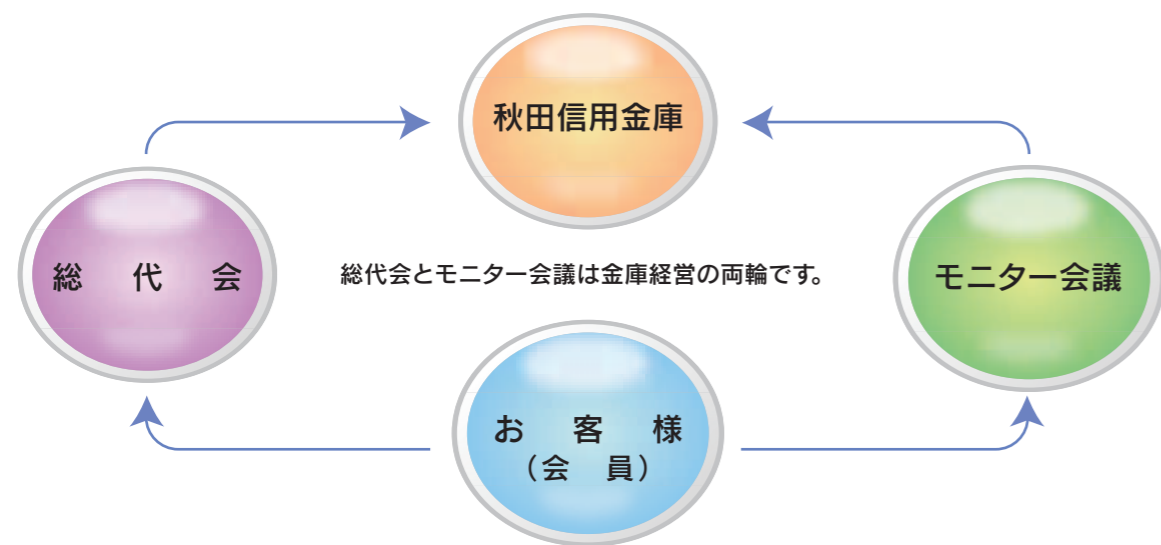 秋田信用金庫
総代会
総代会とモニター会議は金庫経営の両輪です。
モニター会議
お客様
（会員）